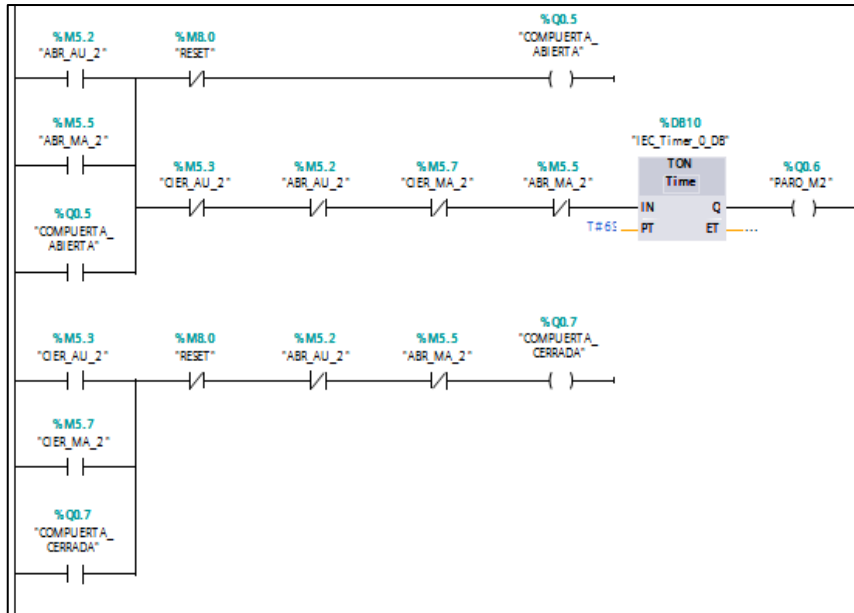 %M5.2
"ABR_AU_2"
%M8.0
"RESET"
%Q0.5
"COMPUERTA_
ABIERTA"
%M5.5
"ABR_MA_2"
%M5.3
"CIER_AU_2"
%M5.2
"ABR_AU_2"
%M5.7
"CIER_MA_2"
%M5.5
"ABR_MA_2"
%DB10
"IEC_Timer_0_DB"
TON
Time
IN
Q
T#6S
PT
ET
...
%Q0.6
"PARO_M2"
%Q0.5
"COMPUERTA_
ABIERTA"
%M5.3
"CIER_AU_2"
%M8.0
"RESET"
%M5.2
"ABR_AU_2"
%M5.5
"ABR_MA_2"
%Q0.7
"COMPUERTA_
CERRADA"
%M5.7
"CIER_MA_2"
%Q0.7
"COMPUERTA_
CERRADA"